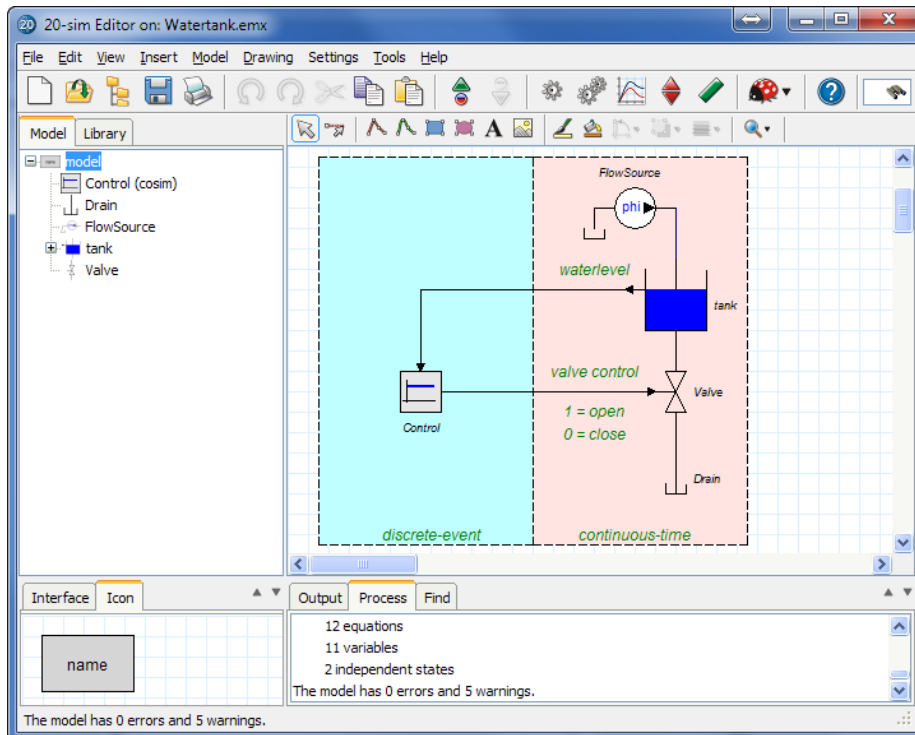 20-sim Editor on: Watertank.emx
File Edit View Insert Model Drawing Settings Tools Help
Model Library
model
Control (cosim)
Drain
FlowSource
tank
Valve
FlowSource
phi
waterlevel
tank
valve control
Valve
1 = open
0 = close
Control
Drain
discrete-event continuous-time
Interface Icon
Output Process Find
name
12 equations
11 variables
2 independent states
The model has 0 errors and 5 warnings.
The model has 0 errors and 5 warnings.